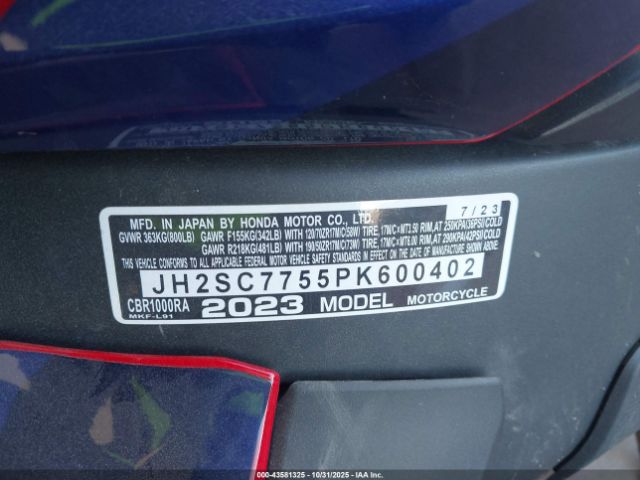 7/23
MFD. IN JAPAN BY HONDA MOTOR CO., LTD.
GVWR 363KG(800LB) GAWR F155KG(342LB) WITH 120/70ZR17M/C(58W) TIRE, 17M/C×MT3.50 RIM, AT 250KPA(36PSI)COLD
GAWR R218KG(481LB) WITH 190/50ZR17M/C(73W) TIRE, 17M/C×MT6.00 RIM, AT 290KPA(42PSI)COLD
THIS VEHICLE CONFORMS TO ALL APPLICABLE FEDERAL MOTOR VEHICLE SAFETY STANDARDS IN EFFECT ON THE DATE OF MANUFACTURE SHOWN ABOVE.
JH2SC7755PK600402
CBR1000RA 2023 MODEL MOTORCYCLE
MKF-L91
000-43581325 - 10/31/2025 - IAAI.com